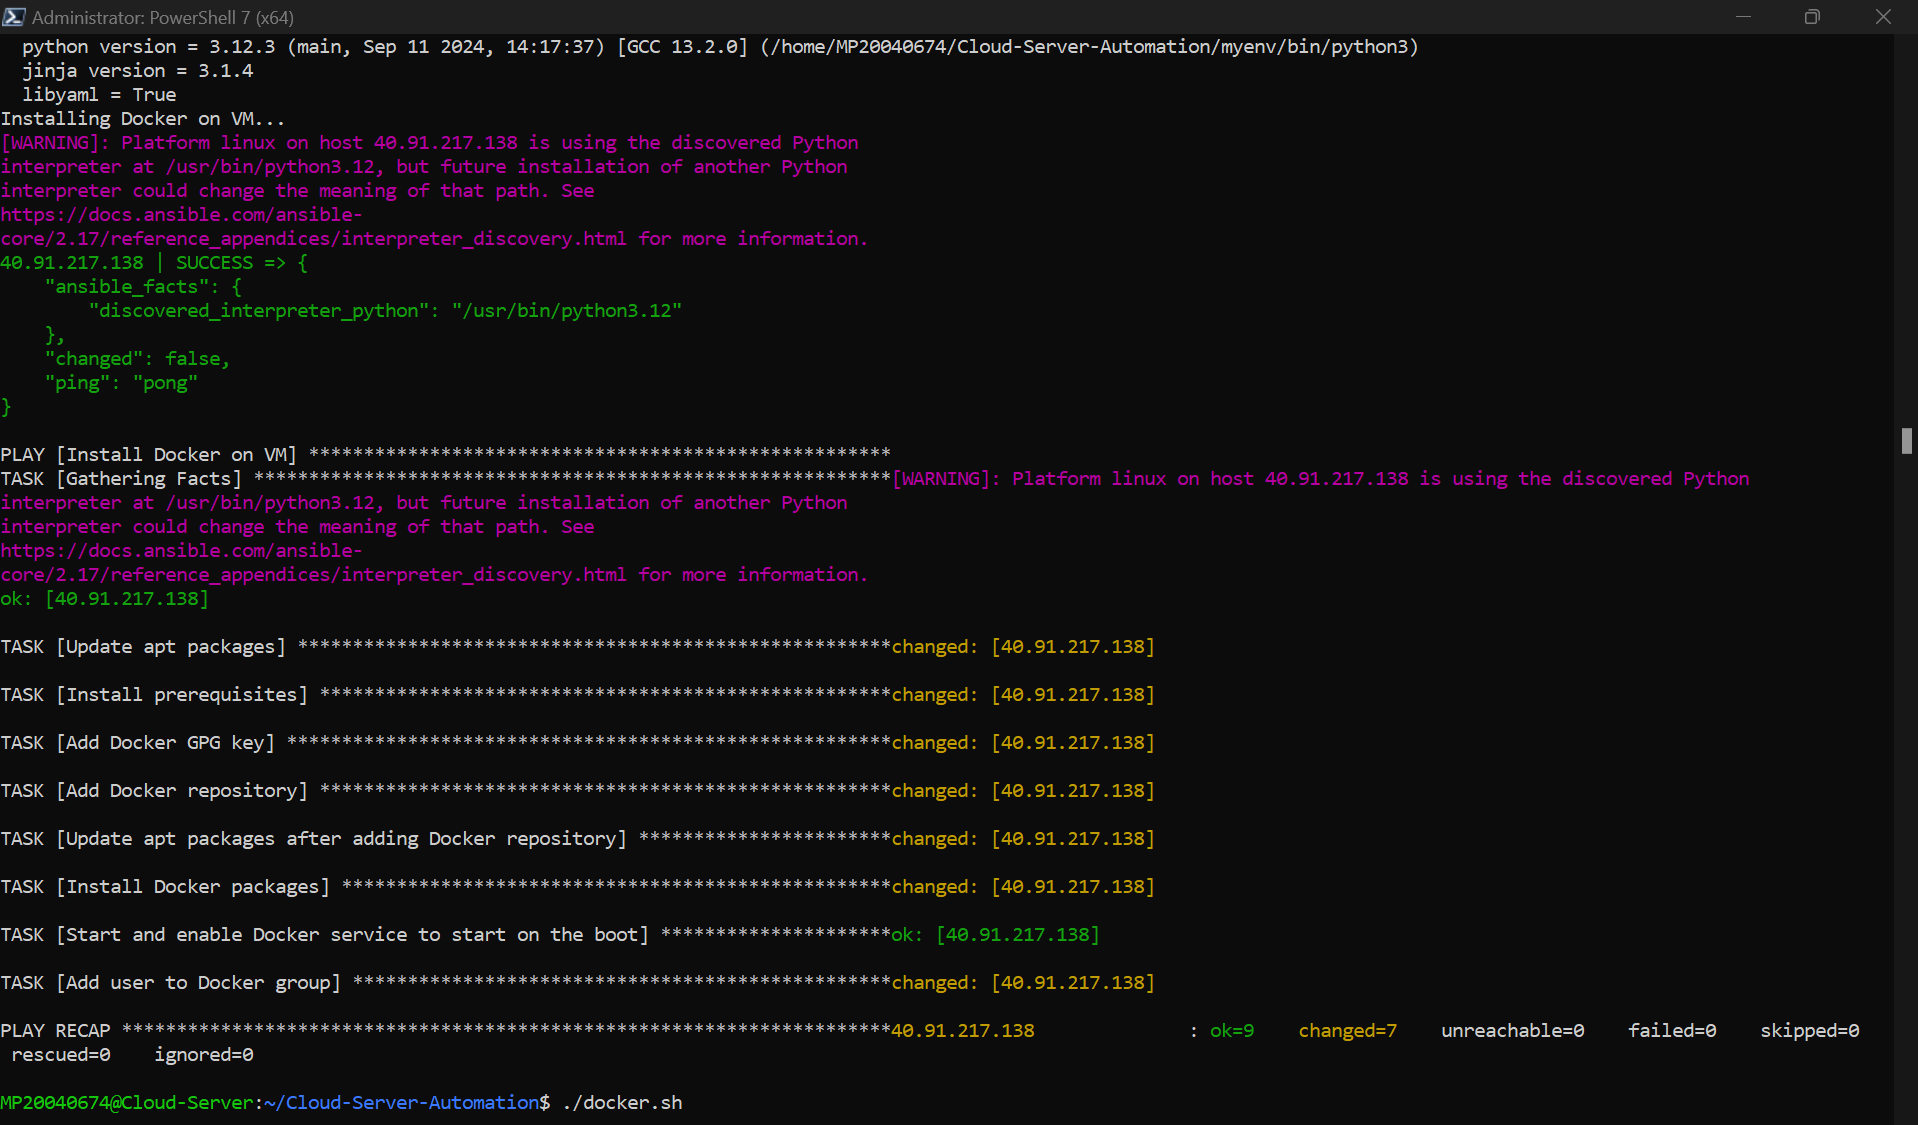 Administrator: PowerShell 7 (x64)
  python version = 3.12.3 (main, Sep 11 2024, 14:17:37) [GCC 13.2.0] (/home/MP20040674/Cloud-Server-Automation/myenv/bin/python3)
  jinja version = 3.1.4
  libyaml = True
Installing Docker on VM...
[WARNING]: Platform linux on host 40.91.217.138 is using the discovered Python
interpreter at /usr/bin/python3.12, but future installation of another Python
interpreter could change the meaning of that path. See
https://docs.ansible.com/ansible-
core/2.17/reference_appendices/interpreter_discovery.html for more information.
40.91.217.138 | SUCCESS => {
    "ansible_facts": {
        "discovered_interpreter_python": "/usr/bin/python3.12"
    },
    "changed": false,
    "ping": "pong"
}
PLAY [Install Docker on VM] *****************************************************
TASK [Gathering Facts] **********************************************************[WARNING]: Platform linux on host 40.91.217.138 is using the discovered Python
interpreter at /usr/bin/python3.12, but future installation of another Python
interpreter could change the meaning of that path. See
https://docs.ansible.com/ansible-
core/2.17/reference_appendices/interpreter_discovery.html for more information.
ok: [40.91.217.138]
TASK [Update apt packages] ******************************************************changed: [40.91.217.138]
TASK [Install prerequisites] ****************************************************changed: [40.91.217.138]
TASK [Add Docker GPG key] *******************************************************changed: [40.91.217.138]
TASK [Add Docker repository] ****************************************************changed: [40.91.217.138]
TASK [Update apt packages after adding Docker repository] ***********************changed: [40.91.217.138]
TASK [Install Docker packages] **************************************************changed: [40.91.217.138]
TASK [Start and enable Docker service to start on the boot] *********************ok: [40.91.217.138]
TASK [Add user to Docker group] *************************************************changed: [40.91.217.138]
PLAY RECAP **********************************************************************40.91.217.138              : ok=9    changed=7    unreachable=0    failed=0    skipped=0
 rescued=0    ignored=0
MP20040674@Cloud-Server:~/Cloud-Server-Automation$ ./docker.sh